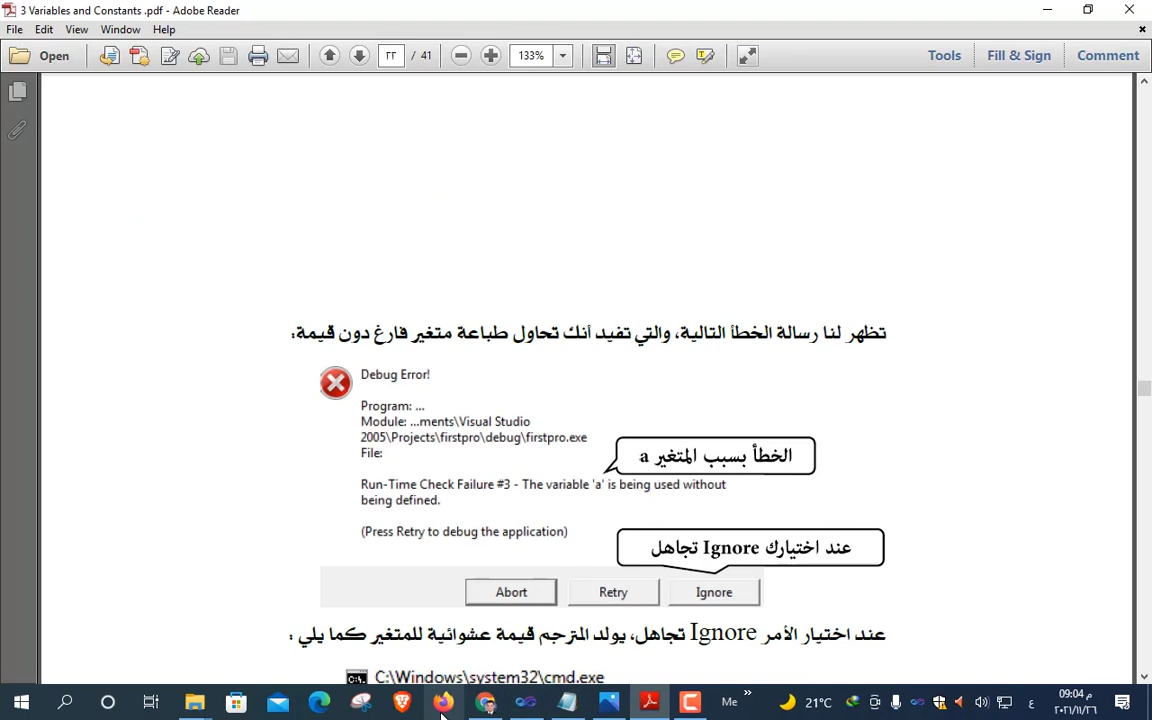 3 Variables and Constants .pdf - Adobe Reader
File Edit View Window Help
Open ٢٢ / 41 133% Tools Fill & Sign Comment
تظهر لنا رسالة الخطأ التالية، والتي تفيد أنك تحاول طباعة متغير فارغ دون قيمة:
Debug Error!
Program: ...
Module: ...ments\Visual Studio
2005\Projects\firstpro\debug\firstpro.exe
File:
الخطأ بسبب المتغير a
Run-Time Check Failure #3 - The variable 'a' is being used without
being defined.
(Press Retry to debug the application)
عند اختيارك Ignore تجاهل
Abort Retry Ignore
عند اختيار الأمر Ignore تجاهل، يولد المترجم قيمة عشوائية للمتغير كما يلي :
C:\Windows\system32\cmd.exe
Me » 21°C ع 09:04 م